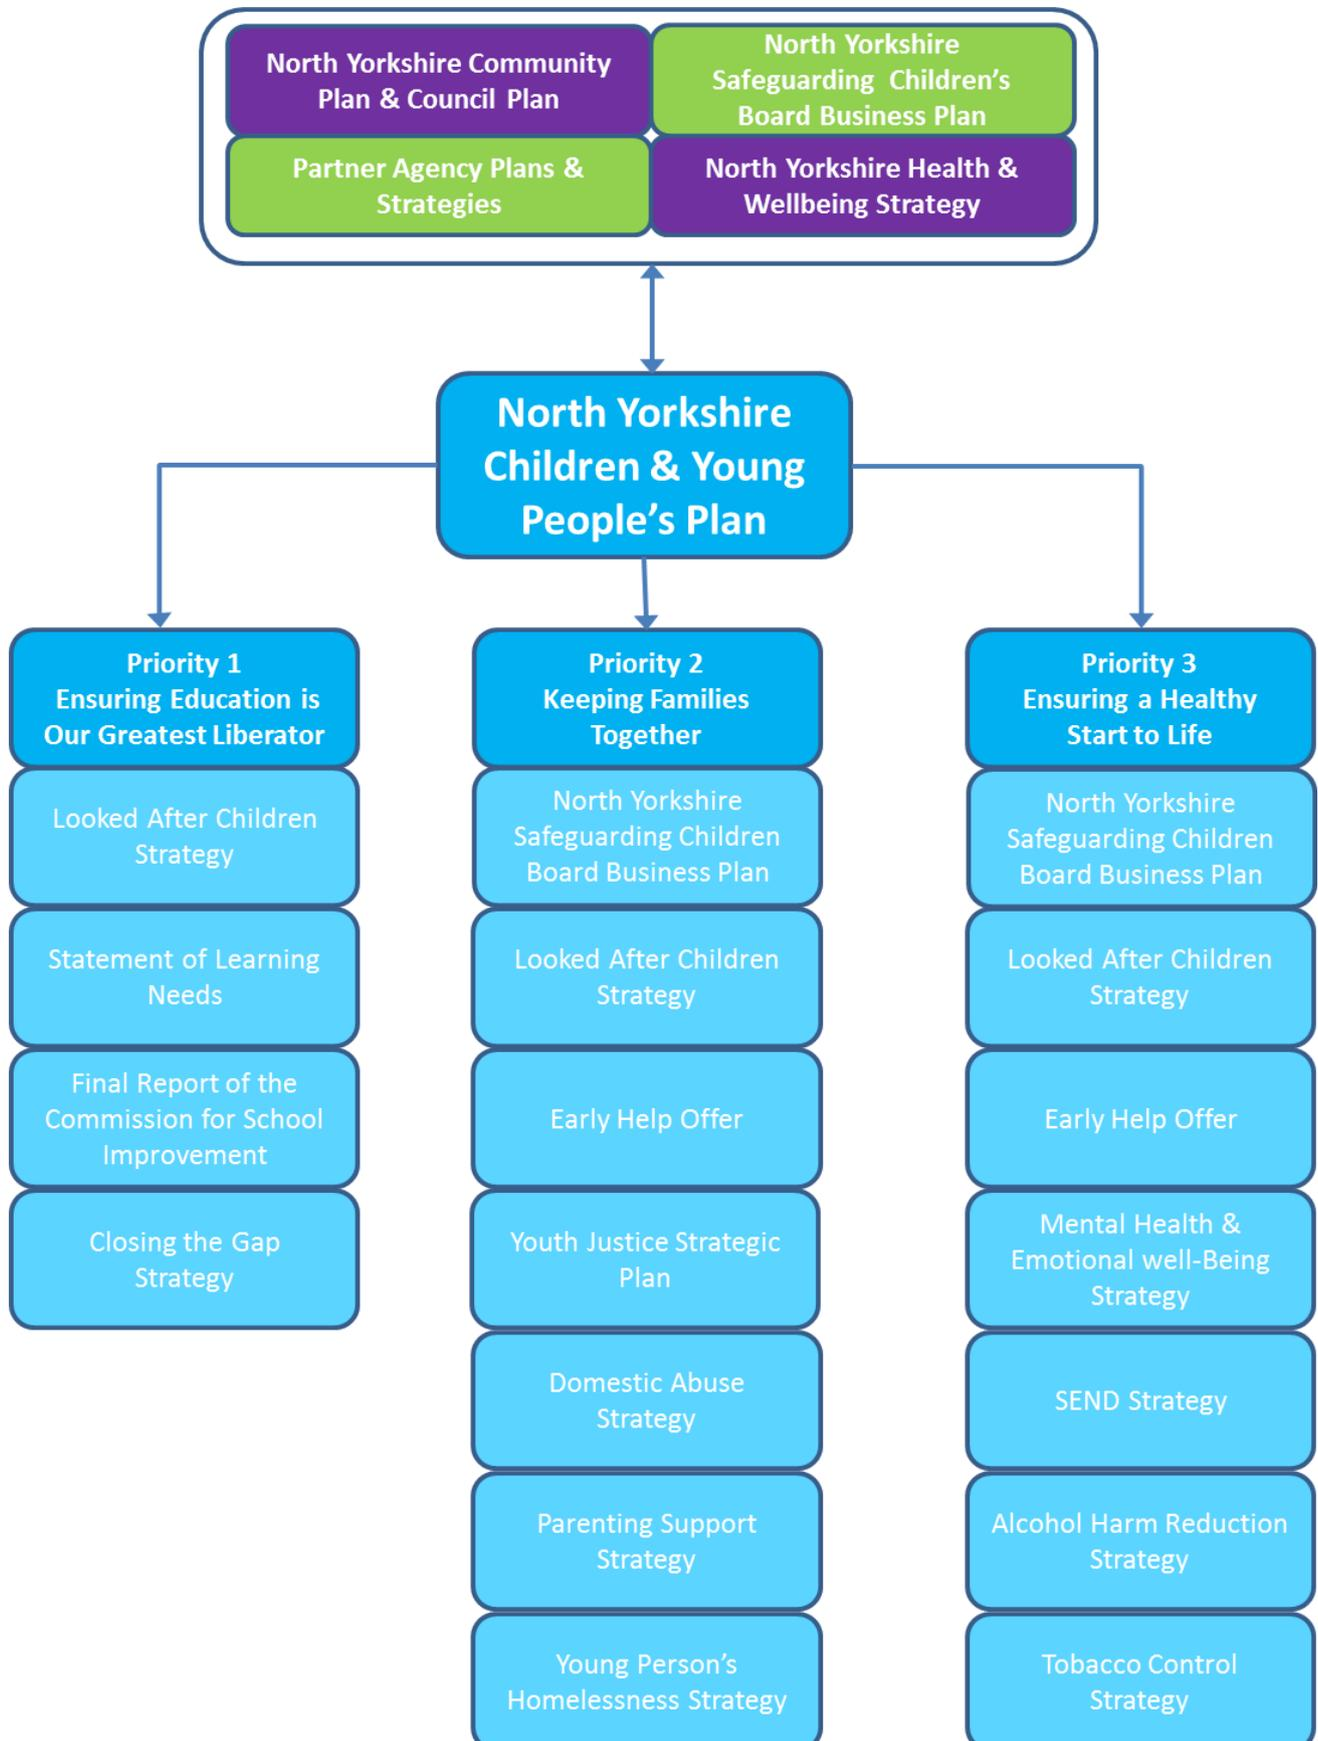 North Yorkshire Community
Plan & Council Plan
North Yorkshire
Safeguarding Children’s
Board Business Plan
Partner Agency Plans &
Strategies
North Yorkshire Health &
Wellbeing Strategy
North Yorkshire
Children & Young
People’s Plan
Priority 1
Ensuring Education is
Our Greatest Liberator
Looked After Children
Strategy
Statement of Learning
Needs
Final Report of the
Commission for School
Improvement
Closing the Gap
Strategy
Priority 2
Keeping Families
Together
North Yorkshire
Safeguarding Children
Board Business Plan
Looked After Children
Strategy
Early Help Offer
Youth Justice Strategic
Plan
Domestic Abuse
Strategy
Parenting Support
Strategy
Young Person’s
Homelessness Strategy
Priority 3
Ensuring a Healthy
Start to Life
North Yorkshire
Safeguarding Children
Board Business Plan
Looked After Children
Strategy
Early Help Offer
Mental Health &
Emotional well-Being
Strategy
SEND Strategy
Alcohol Harm Reduction
Strategy
Tobacco Control
Strategy